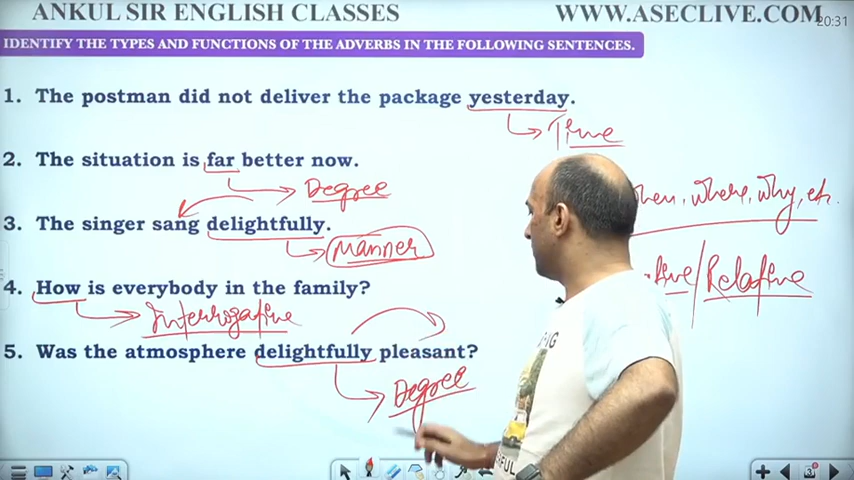 ANKUL SIR ENGLISH CLASSES
WWW.ASECLIVE.COM
20:31
IDENTIFY THE TYPES AND FUNCTIONS OF THE ADVERBS IN THE FOLLOWING SENTENCES.
1. The postman did not deliver the package yesterday.
Time
2. The situation is far better now.
Degree
when, where, why, etc.
3. The singer sang delightfully.
Manner
/Relative
4. How is everybody in the family?
Interrogative
5. Was the atmosphere delightfully pleasant?
Degree